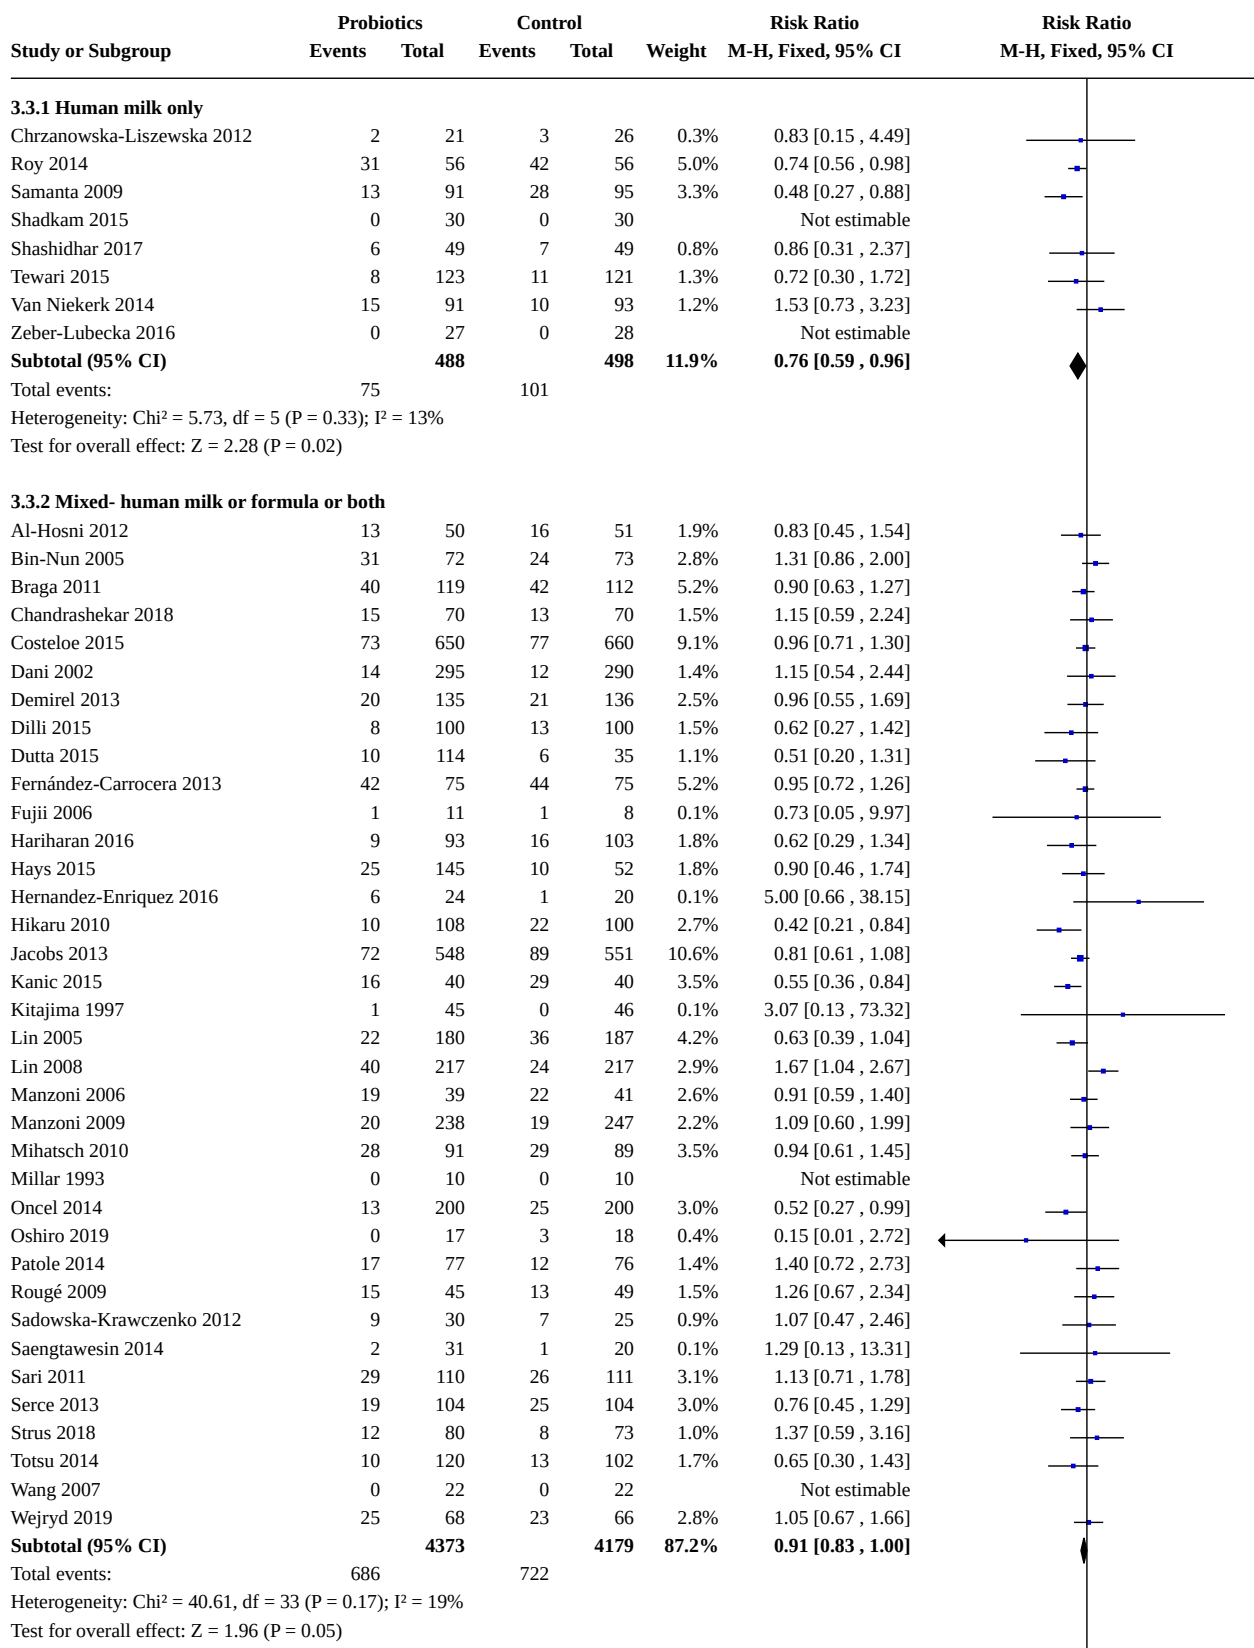 Probiotics Control Risk Ratio Risk Ratio
Study or Subgroup Events Total Events Total Weight M-H, Fixed, 95% CI M-H, Fixed, 95% CI
3.3.1 Human milk only
Chrzanowska-Liszewska 2012 2 21 3 26 0.3% 0.83 [0.15 , 4.49]
Roy 2014 31 56 42 56 5.0% 0.74 [0.56 , 0.98]
Samanta 2009 13 91 28 95 3.3% 0.48 [0.27 , 0.88]
Shadkam 2015 0 30 0 30 Not estimable
Shashidhar 2017 6 49 7 49 0.8% 0.86 [0.31 , 2.37]
Tewari 2015 8 123 11 121 1.3% 0.72 [0.30 , 1.72]
Van Niekerk 2014 15 91 10 93 1.2% 1.53 [0.73 , 3.23]
Zeber-Lubecka 2016 0 27 0 28 Not estimable
Subtotal (95% CI) 488 498 11.9% 0.76 [0.59 , 0.96]
Total events: 75 101
Heterogeneity: Chi² = 5.73, df = 5 (P = 0.33); I² = 13%
Test for overall effect: Z = 2.28 (P = 0.02)
3.3.2 Mixed- human milk or formula or both
Al-Hosni 2012 13 50 16 51 1.9% 0.83 [0.45 , 1.54]
Bin-Nun 2005 31 72 24 73 2.8% 1.31 [0.86 , 2.00]
Braga 2011 40 119 42 112 5.2% 0.90 [0.63 , 1.27]
Chandrashekar 2018 15 70 13 70 1.5% 1.15 [0.59 , 2.24]
Costeloe 2015 73 650 77 660 9.1% 0.96 [0.71 , 1.30]
Dani 2002 14 295 12 290 1.4% 1.15 [0.54 , 2.44]
Demirel 2013 20 135 21 136 2.5% 0.96 [0.55 , 1.69]
Dilli 2015 8 100 13 100 1.5% 0.62 [0.27 , 1.42]
Dutta 2015 10 114 6 35 1.1% 0.51 [0.20 , 1.31]
Fernández-Carrocera 2013 42 75 44 75 5.2% 0.95 [0.72 , 1.26]
Fujii 2006 1 11 1 8 0.1% 0.73 [0.05 , 9.97]
Hariharan 2016 9 93 16 103 1.8% 0.62 [0.29 , 1.34]
Hays 2015 25 145 10 52 1.8% 0.90 [0.46 , 1.74]
Hernandez-Enriquez 2016 6 24 1 20 0.1% 5.00 [0.66 , 38.15]
Hikaru 2010 10 108 22 100 2.7% 0.42 [0.21 , 0.84]
Jacobs 2013 72 548 89 551 10.6% 0.81 [0.61 , 1.08]
Kanic 2015 16 40 29 40 3.5% 0.55 [0.36 , 0.84]
Kitajima 1997 1 45 0 46 0.1% 3.07 [0.13 , 73.32]
Lin 2005 22 180 36 187 4.2% 0.63 [0.39 , 1.04]
Lin 2008 40 217 24 217 2.9% 1.67 [1.04 , 2.67]
Manzoni 2006 19 39 22 41 2.6% 0.91 [0.59 , 1.40]
Manzoni 2009 20 238 19 247 2.2% 1.09 [0.60 , 1.99]
Mihatsch 2010 28 91 29 89 3.5% 0.94 [0.61 , 1.45]
Millar 1993 0 10 0 10 Not estimable
Oncel 2014 13 200 25 200 3.0% 0.52 [0.27 , 0.99]
Oshiro 2019 0 17 3 18 0.4% 0.15 [0.01 , 2.72]
Patole 2014 17 77 12 76 1.4% 1.40 [0.72 , 2.73]
Rougé 2009 15 45 13 49 1.5% 1.26 [0.67 , 2.34]
Sadowska-Krawczenko 2012 9 30 7 25 0.9% 1.07 [0.47 , 2.46]
Saengtawesin 2014 2 31 1 20 0.1% 1.29 [0.13 , 13.31]
Sari 2011 29 110 26 111 3.1% 1.13 [0.71 , 1.78]
Serce 2013 19 104 25 104 3.0% 0.76 [0.45 , 1.29]
Strus 2018 12 80 8 73 1.0% 1.37 [0.59 , 3.16]
Totsu 2014 10 120 13 102 1.7% 0.65 [0.30 , 1.43]
Wang 2007 0 22 0 22 Not estimable
Wejryd 2019 25 68 23 66 2.8% 1.05 [0.67 , 1.66]
Subtotal (95% CI) 4373 4179 87.2% 0.91 [0.83 , 1.00]
Total events: 686 722
Heterogeneity: Chi² = 40.61, df = 33 (P = 0.17); I² = 19%
Test for overall effect: Z = 1.96 (P = 0.05)